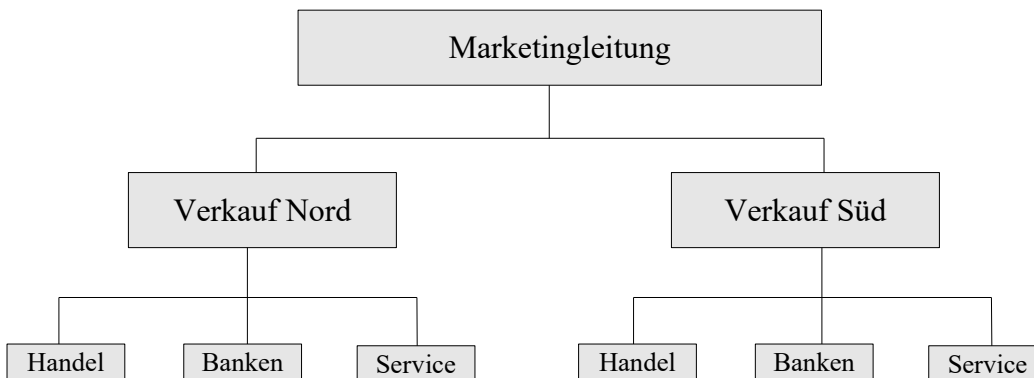 Marketingleitung
Verkauf Nord
Verkauf Süd
Handel
Banken
Service
Handel
Banken
Service